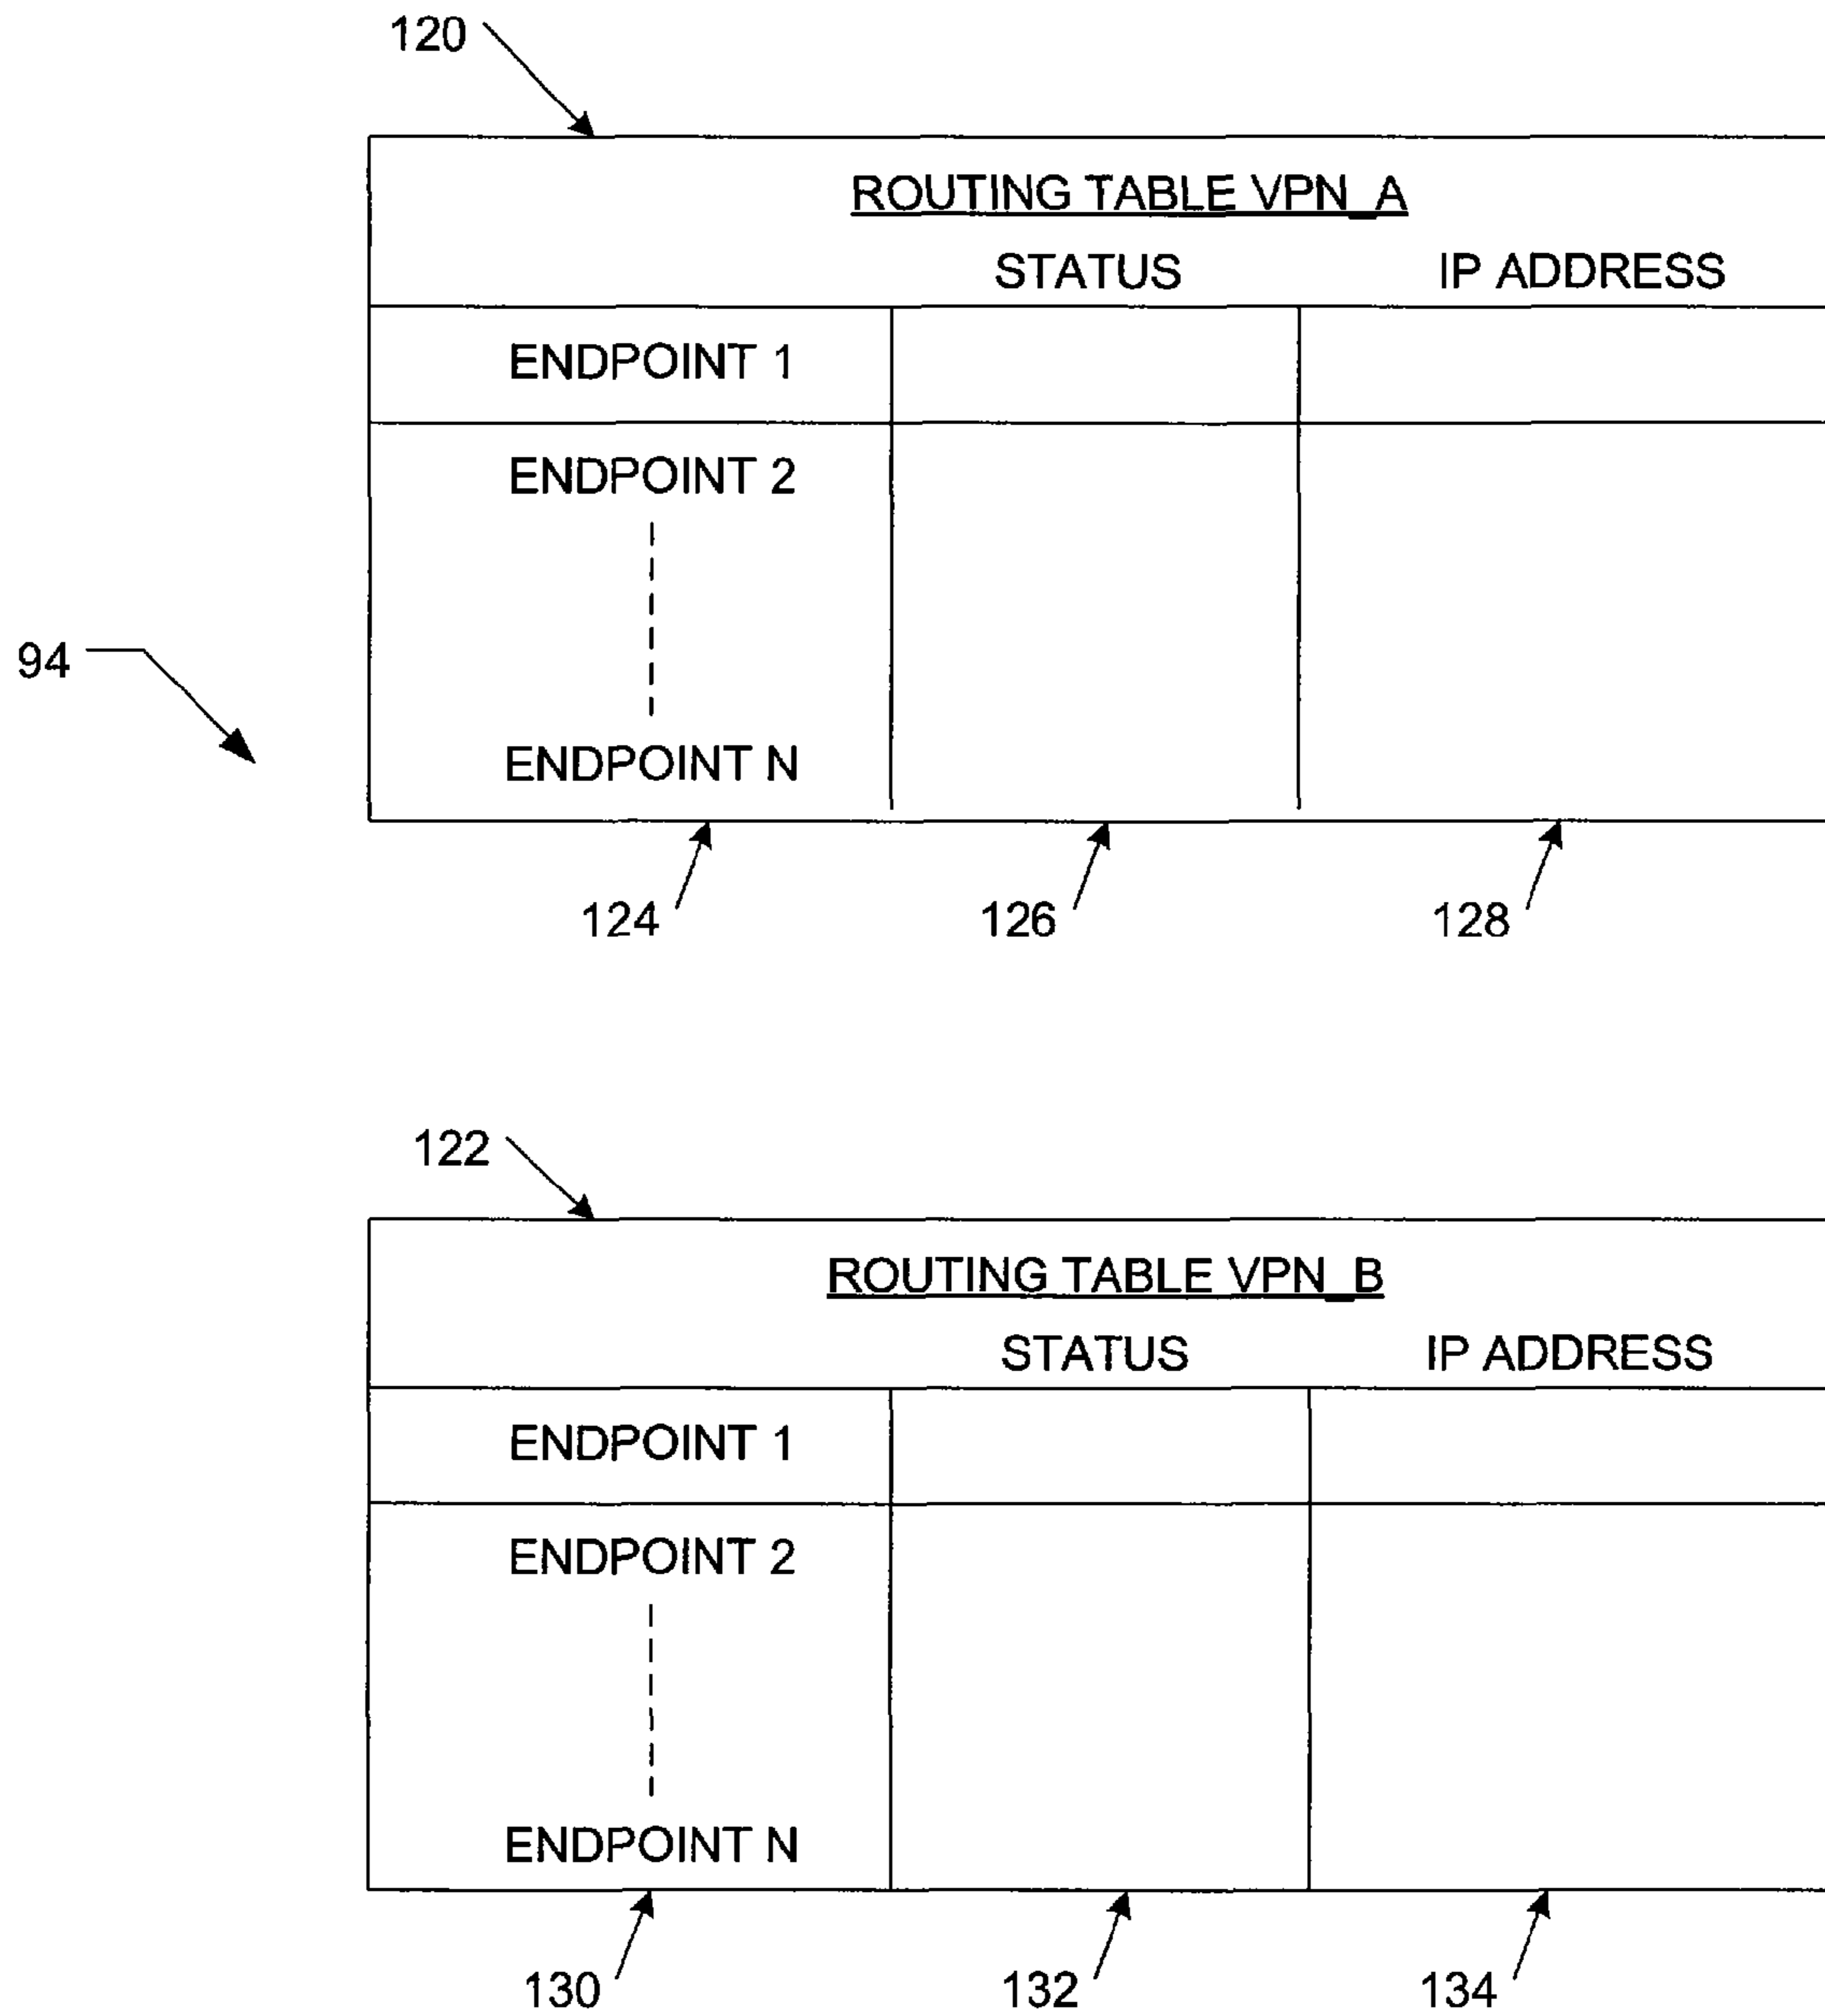 120
ROUTING TABLE VPN_A
STATUS IP ADDRESS
ENDPOINT 1
ENDPOINT 2
94
ENDPOINT N
124 126 128
122
ROUTING TABLE VPN_B
STATUS IP ADDRESS
ENDPOINT 1
ENDPOINT 2
ENDPOINT N
130 132 134